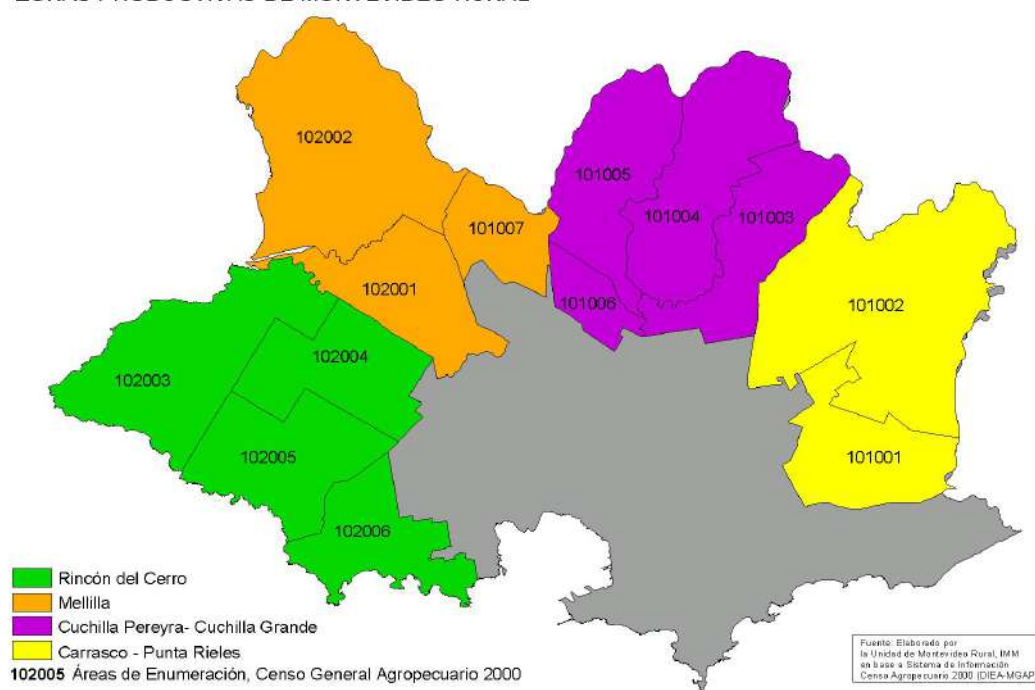 102002
101005
101004
101003
101007
102001
101006
101002
102004
102003
102005
101001
102006
Rincón del Cerro
Mellilla
Cuchilla Pereyra- Cuchilla Grande
Carrasco - Punta Rieles
102005 Áreas de Enumeración, Censo General Agropecuario 2000
Fuente: Elaborado por
la Unidad de Montevideo Rural, IMM
en base a Sistema de Información
Censo Agropecuario 2000 (DIEA-MGAP)